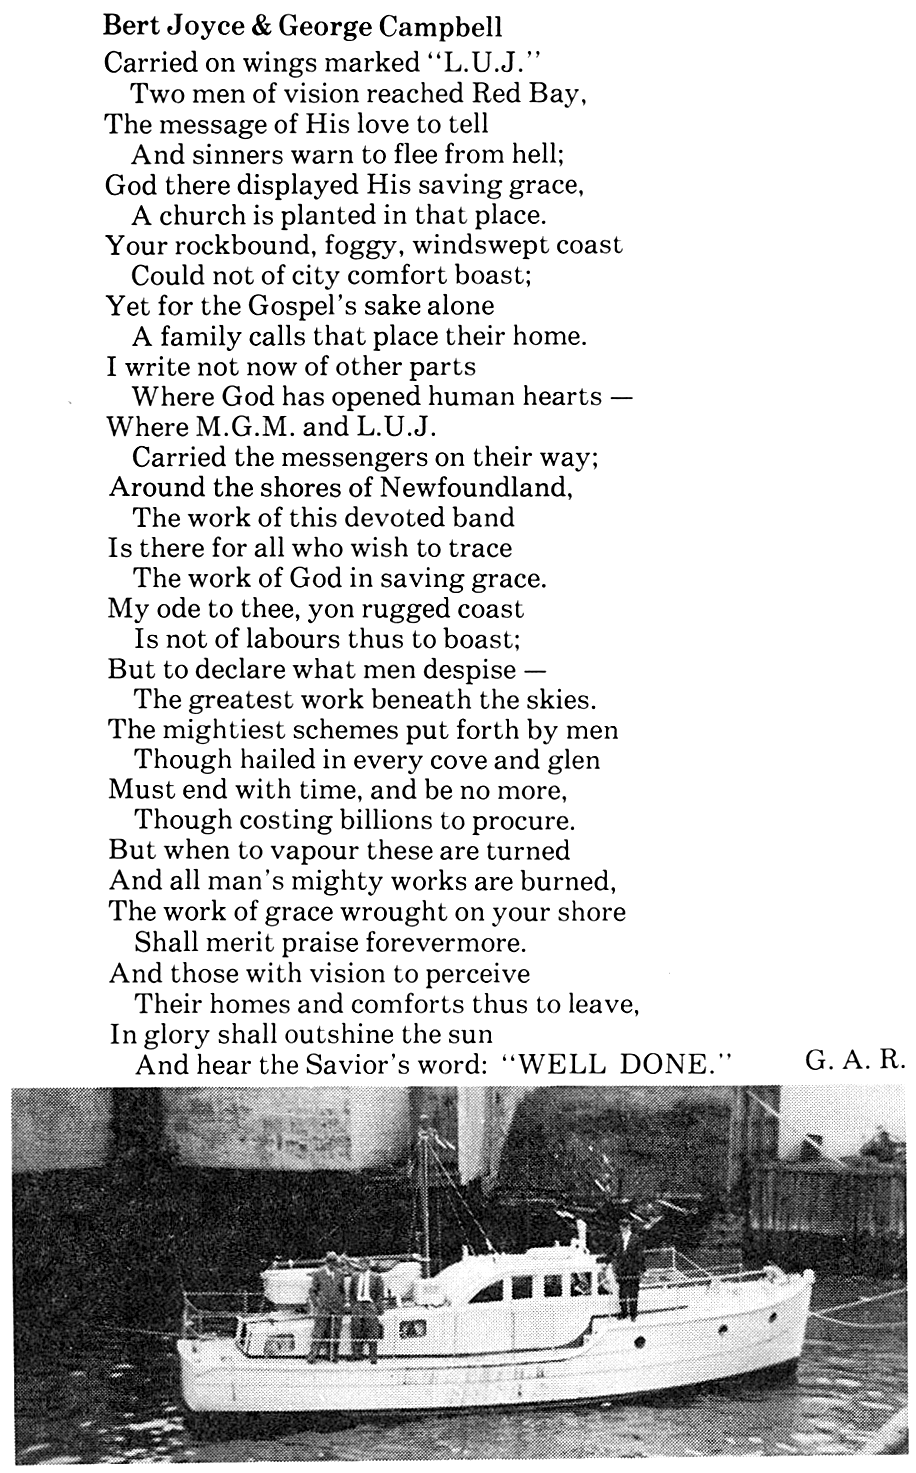 Bert Joyce & George Campbell
Carried on wings marked “L.U.J.”
Two men of vision reached Red Bay,
The message of His love to tell
And sinners warn to flee from hell;
God there displayed His saving grace,
A church is planted in that place.
Your rockbound, foggy, windswept coast
Could not of city comfort boast;
Yet for the Gospel’s sake alone
A family calls that place their home.
I write not now of other parts
Where God has opened human hearts —
Where M.G.M. and L.U.J.
Carried the messengers on their way;
Around the shores of Newfoundland,
The work of this devoted band
Is there for all who wish to trace
The work of God in saving grace.
My ode to thee, yon rugged coast
Is not of labours thus to boast;
But to declare what men despise —
The greatest work beneath the skies.
The mightiest schemes put forth by men
Though hailed in every cove and glen
Must end with time, and be no more,
Though costing billions to procure.
But when to vapour these are turned
And all man’s mighty works are burned,
The work of grace wrought on your shore
Shall merit praise forevermore.
And those with vision to perceive
Their homes and comforts thus to leave,
In glory shall outshine the sun
And hear the Savior’s word: “WELL DONE.” G. A. R.